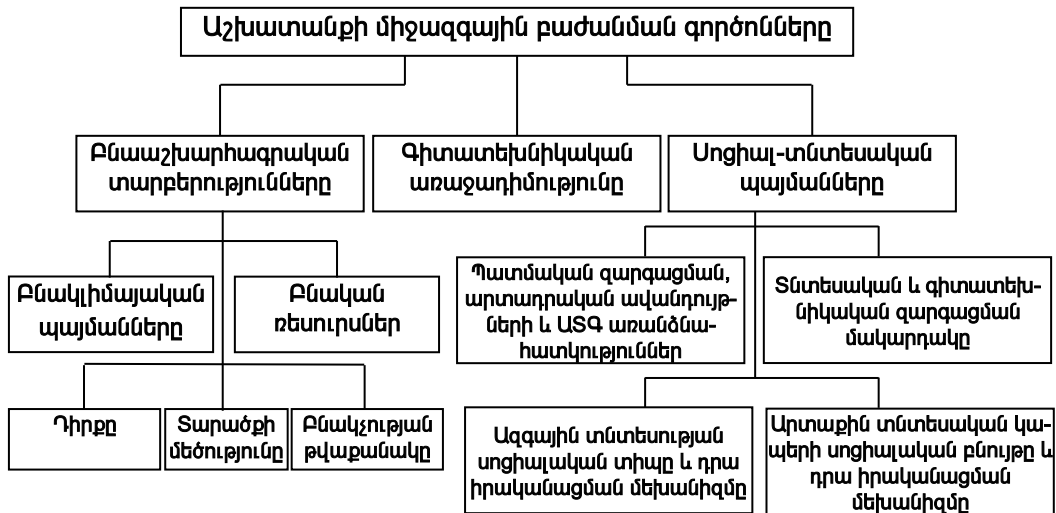 Աշխատանքի միջազգային բաժանման գործոնները
Բնաաշխարհագրական
տարբերությունները
Գիտատեխնիկական
առաջադիմությունը
Սոցիալ-տնտեսական
պայմանները
Բնակլիմայական
պայմանները
Բնական
ռեսուրսներ
Պատմական զարգացման,
արտադրական ավանդույթ-
ների և ԱՏԳ առանձնա-
հատկություններ
Տնտեսական և գիտատեխ-
նիկական զարգացման
մակարդակը
Դիրքը
Տարածքի
մեծությունը
Բնակչության
թվաքանակը
Ազգային տնտեսության
սոցիալական տիպը և դրա
իրականացման մեխանիզմը
Արտաքին տնտեսական կա-
պերի սոցիալական բնույթը և
դրա իրականացման
մեխանիզմը